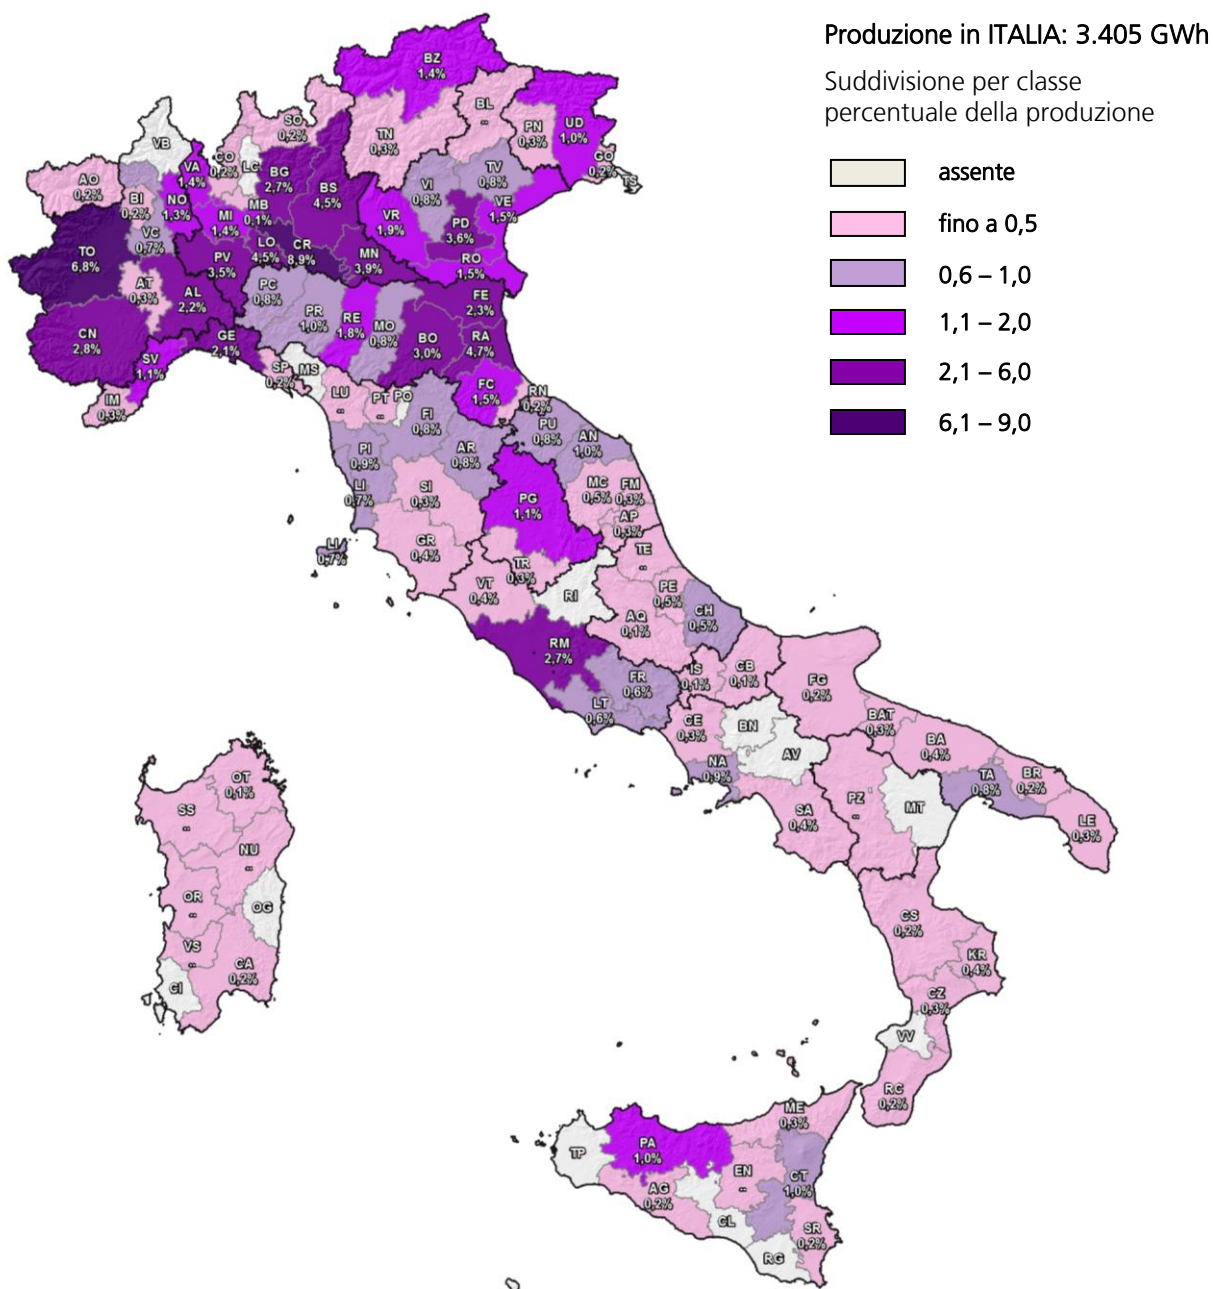 Produzione in ITALIA: 3.405 GWh
Suddivisione per classe
percentuale della produzione
assente
fino a 0,5
0,6 – 1,0
1,1 – 2,0
2,1 – 6,0
6,1 – 9,0
BZ
1,4%
BL
--
TN
0,3%
PN
0,3%
UD
1,0%
GO
0,2%
TS
SO
0,2%
VB
CO
0,2%
LC
VA
1,4%
BG
2,7%
BS
4,5%
AO
0,2%
BI
0,2%
NO
1,3%
MI
1,4%
MB
0,1%
VI
0,8%
TV
0,8%
VE
1,5%
VR
1,9%
PD
3,6%
VC
0,7%
TO
6,8%
PV
3,5%
LO
4,5%
CR
8,9%
MN
3,9%
RO
1,5%
AT
0,3%
AL
2,2%
PC
0,8%
PR
1,0%
RE
1,8%
MO
0,8%
FE
2,3%
BO
3,0%
RA
4,7%
CN
2,8%
GE
2,1%
SV
1,1%
IM
0,3%
SP
0,2%
MS
LU
--
PT
--
PO
FC
1,5%
RN
0,2%
FI
0,8%
PU
0,8%
AN
1,0%
PI
0,9%
AR
0,8%
LI
0,7%
SI
0,3%
PG
1,1%
MC
0,5%
FM
0,3%
AP
0,3%
GR
0,4%
LI
0,7%
TE
--
TR
0,3%
VT
0,4%
RI
PE
0,5%
CH
0,5%
AQ
0,1%
RM
2,7%
FR
0,6%
LT
0,6%
IS
0,1%
CB
0,1%
FG
0,2%
CE
0,3%
BN
AV
BAT
0,3%
BA
0,4%
NA
0,9%
SA
0,4%
PZ
--
MT
TA
0,8%
BR
0,2%
LE
0,3%
OT
0,1%
SS
--
NU
--
OR
--
OG
VS
--
CA
0,2%
CI
CS
0,2%
KR
0,4%
CZ
0,3%
VV
RC
0,2%
ME
0,3%
TP
PA
1,0%
EN
--
CT
1,0%
AG
0,2%
CL
SR
0,2%
RG